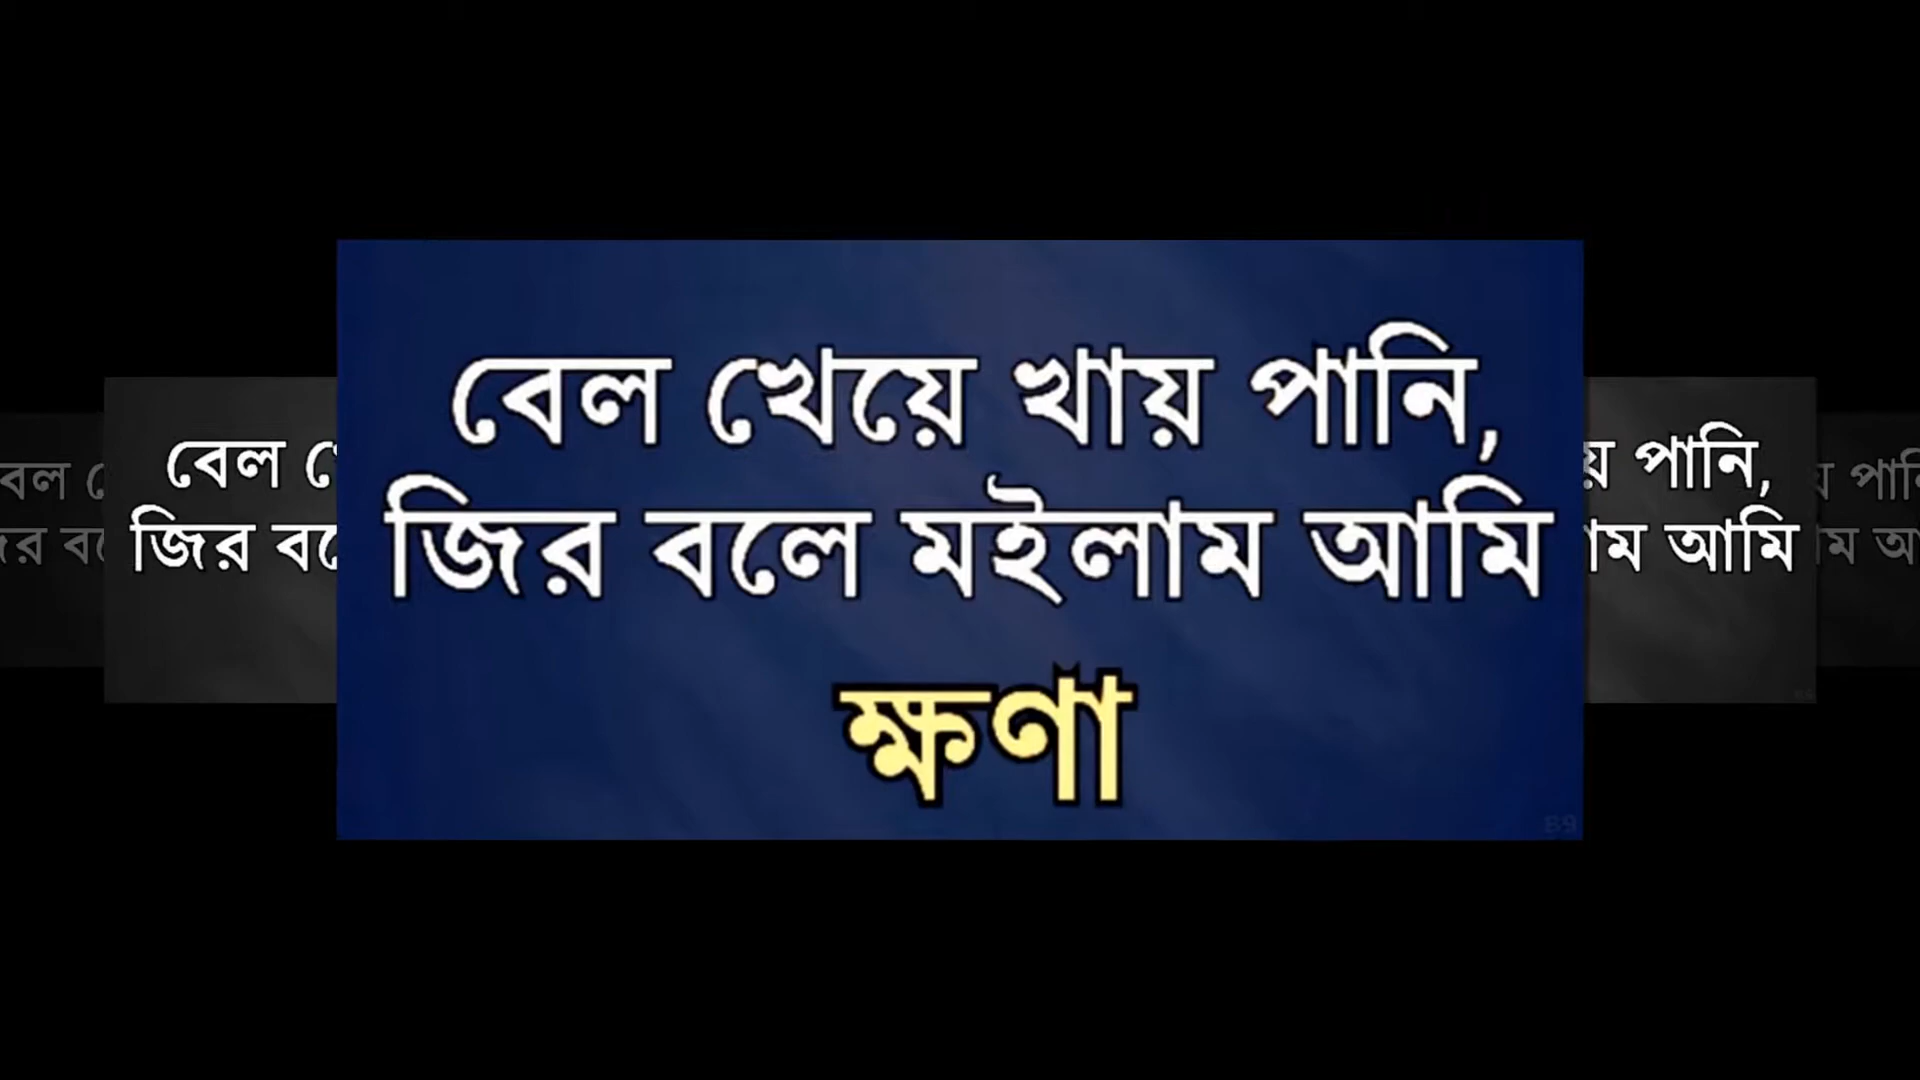 বেল খেয়ে খায় পানি,
জির বলে মইলাম আমি
ক্ষণা